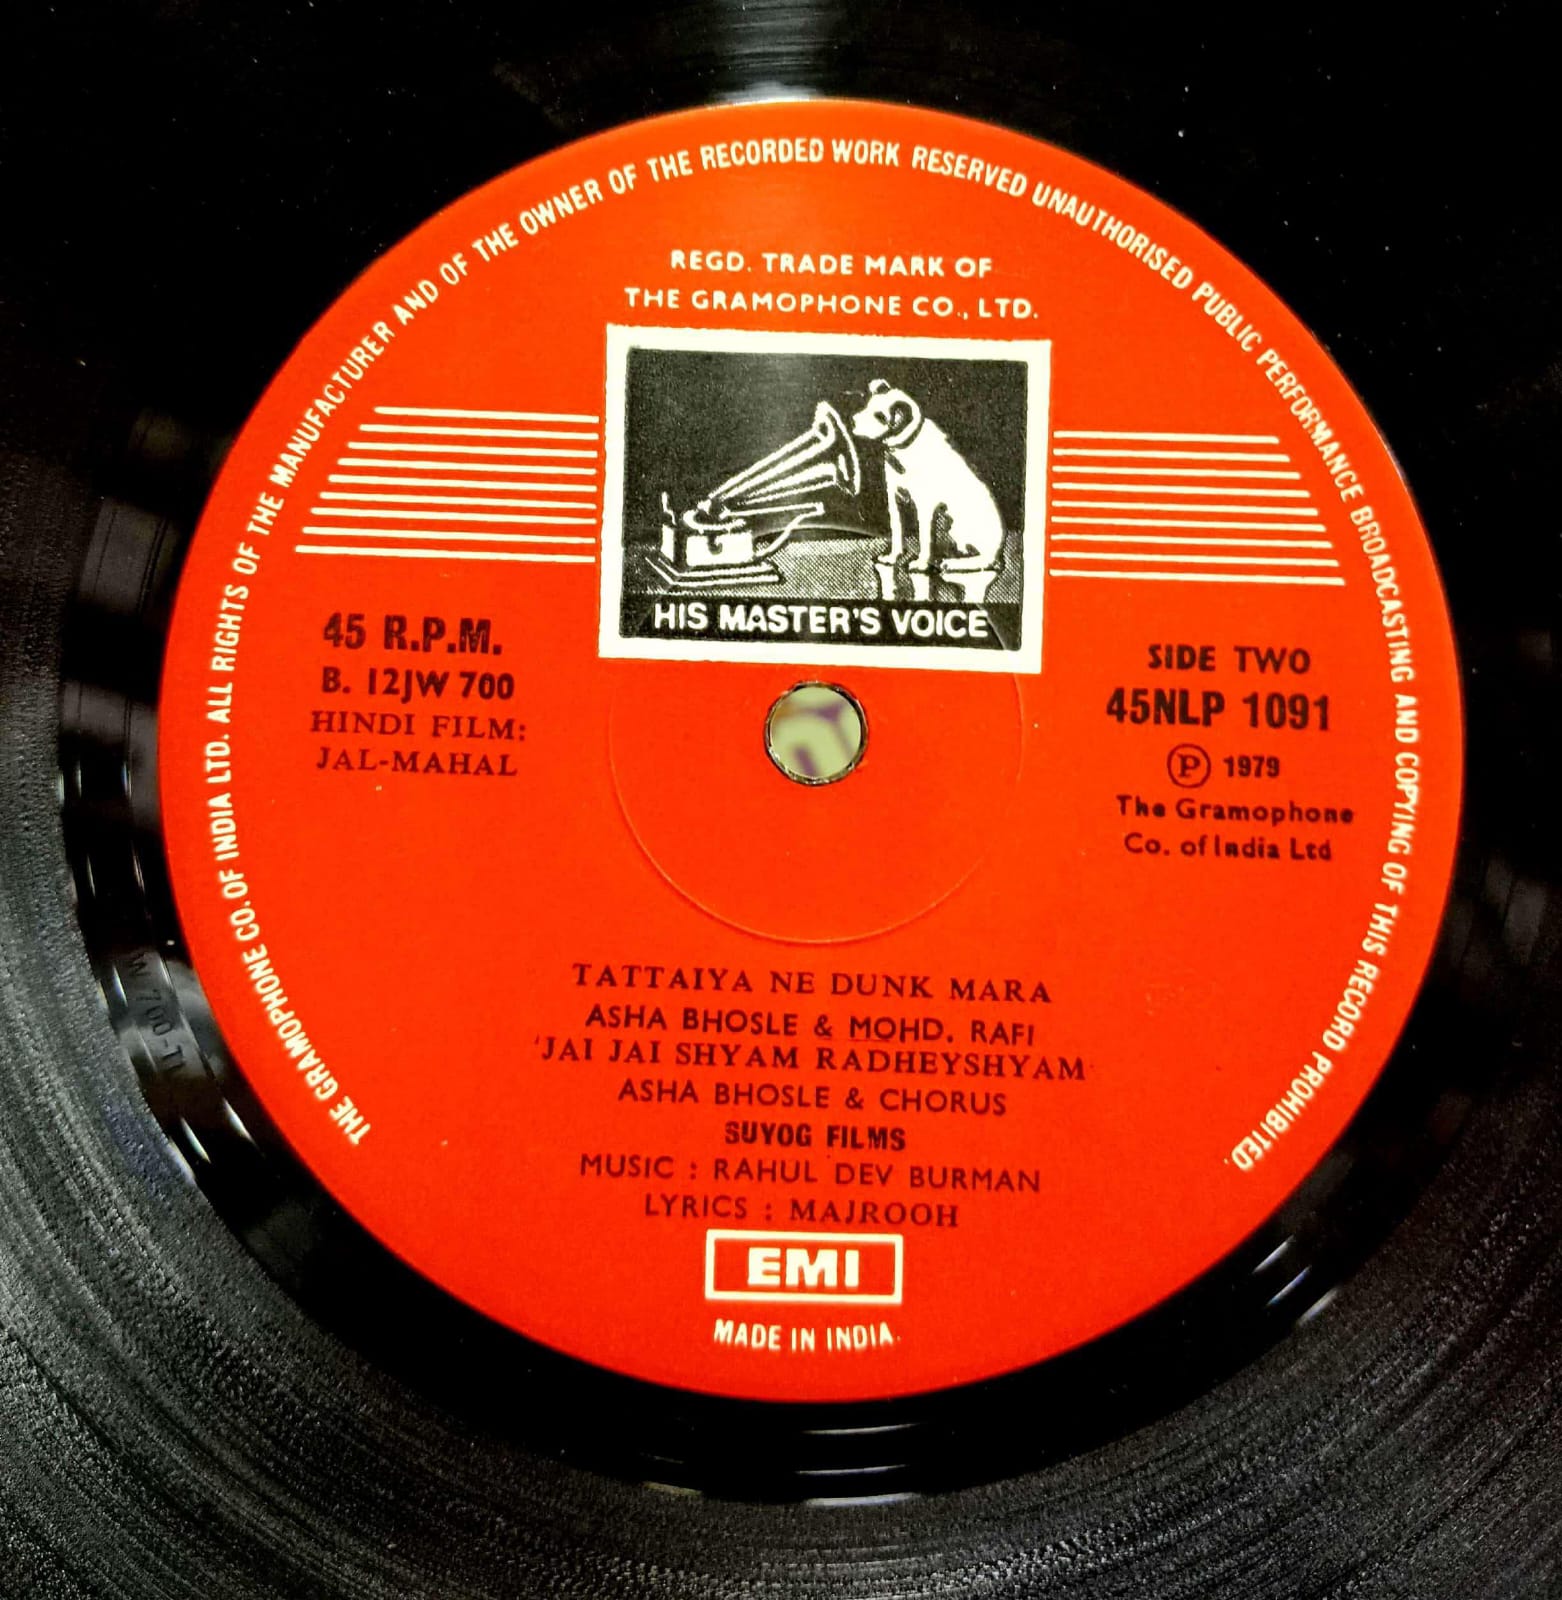 THE GRAMOPHONE CO. OF INDIA LTD. ALL RIGHTS OF THE MANUFACTURER AND OF THE OWNER OF THE RECORDED WORK RESERVED UNAUTHORISED PUBLIC PERFORMANCE BROADCASTING AND COPYING OF THIS RECORD PROHIBITED.
REGD. TRADE MARK OF
THE GRAMOPHONE CO., LTD.
HIS MASTER'S VOICE
45 R.P.M.
B. 12JW 700
HINDI FILM:
JAL-MAHAL
SIDE TWO
45NLP 1091
Ⓟ 1979
The Gramophone
Co. of India Ltd
TATTAIYA NE DUNK MARA
ASHA BHOSLE & MOHD. RAFI
'JAI JAI SHYAM RADHEYSHYAM
ASHA BHOSLE & CHORUS
SUYOG FILMS
MUSIC : RAHUL DEV BURMAN
LYRICS : MAJROOH
EMI
MADE IN INDIA.
W 700-1T